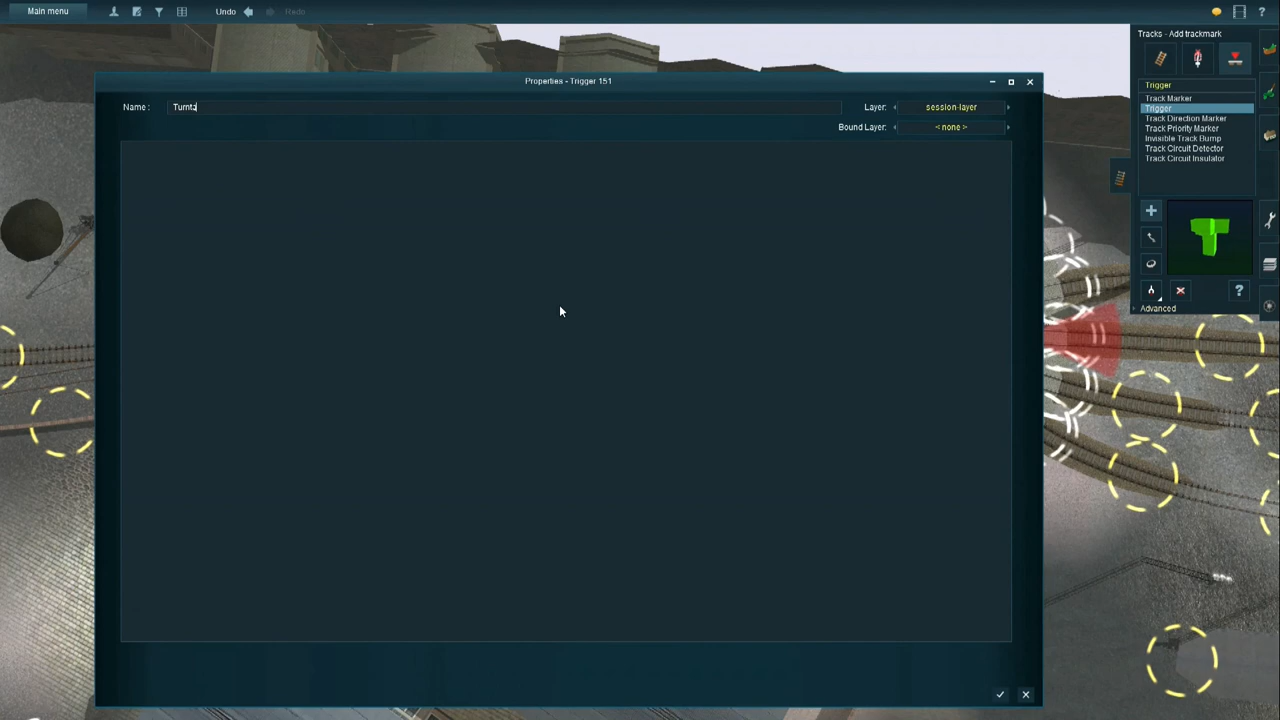 Main menu
Undo
Redo
?
Tracks - Add trackmark
Trigger
Track Marker
Trigger
Track Direction Marker
Track Priority Marker
Invisible Track Bump
Track Circuit Detector
Track Circuit Insulator
?
Advanced
Properties - Trigger 151
Name :
Turnta
Layer:
session-layer
Bound Layer:
< none >